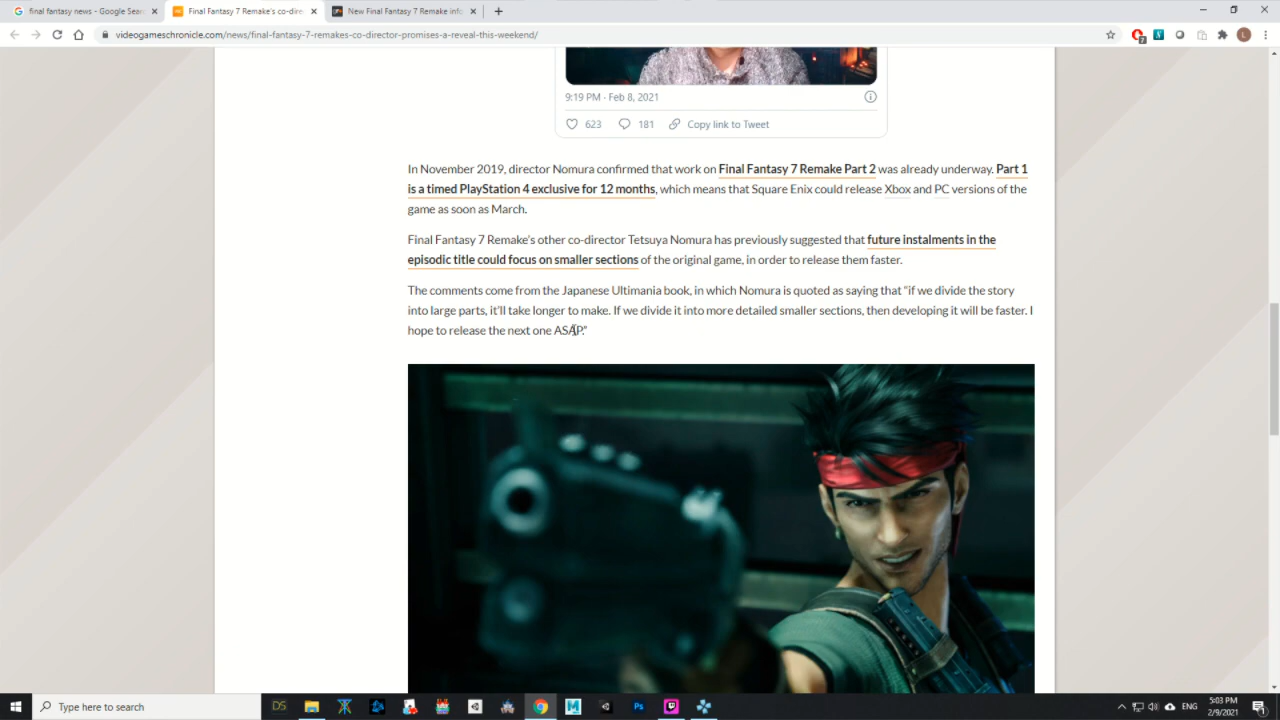 final fantasy news - Google Sear
Final Fantasy 7 Remake's co-dire
New Final Fantasy 7 Remake info
videogameschronicle.com/news/final-fantasy-7-remakes-co-director-promises-a-reveal-this-weekend/
L
9:19 PM · Feb 8, 2021
623 181 Copy link to Tweet
In November 2019, director Nomura confirmed that work on Final Fantasy 7 Remake Part 2 was already underway. Part 1
is a timed PlayStation 4 exclusive for 12 months, which means that Square Enix could release Xbox and PC versions of the
game as soon as March.
Final Fantasy 7 Remake's other co-director Tetsuya Nomura has previously suggested that future instalments in the
episodic title could focus on smaller sections of the original game, in order to release them faster.
The comments come from the Japanese Ultimania book, in which Nomura is quoted as saying that “if we divide the story
into large parts, it'll take longer to make. If we divide it into more detailed smaller sections, then developing it will be faster. I
hope to release the next one ASAP.”
Type here to search
DS
Ps
ENG
5:03 PM
2/9/2021